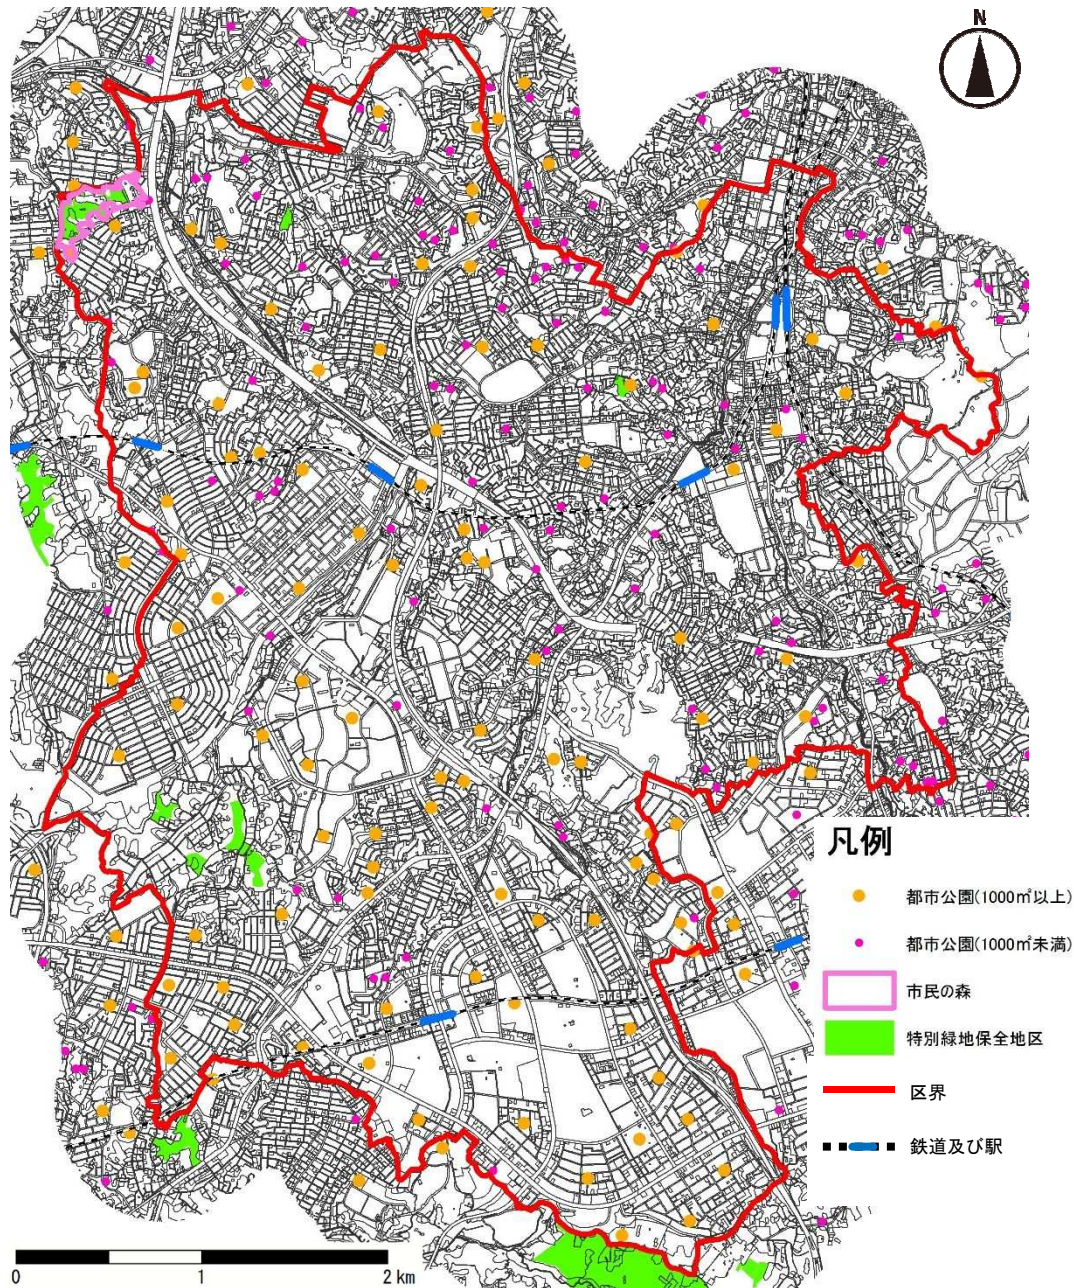 N
凡例
都市公園(1000㎡以上)
都市公園(1000㎡未満)
市民の森
特別緑地保全地区
区界
鉄道及び駅
0 1 2 km